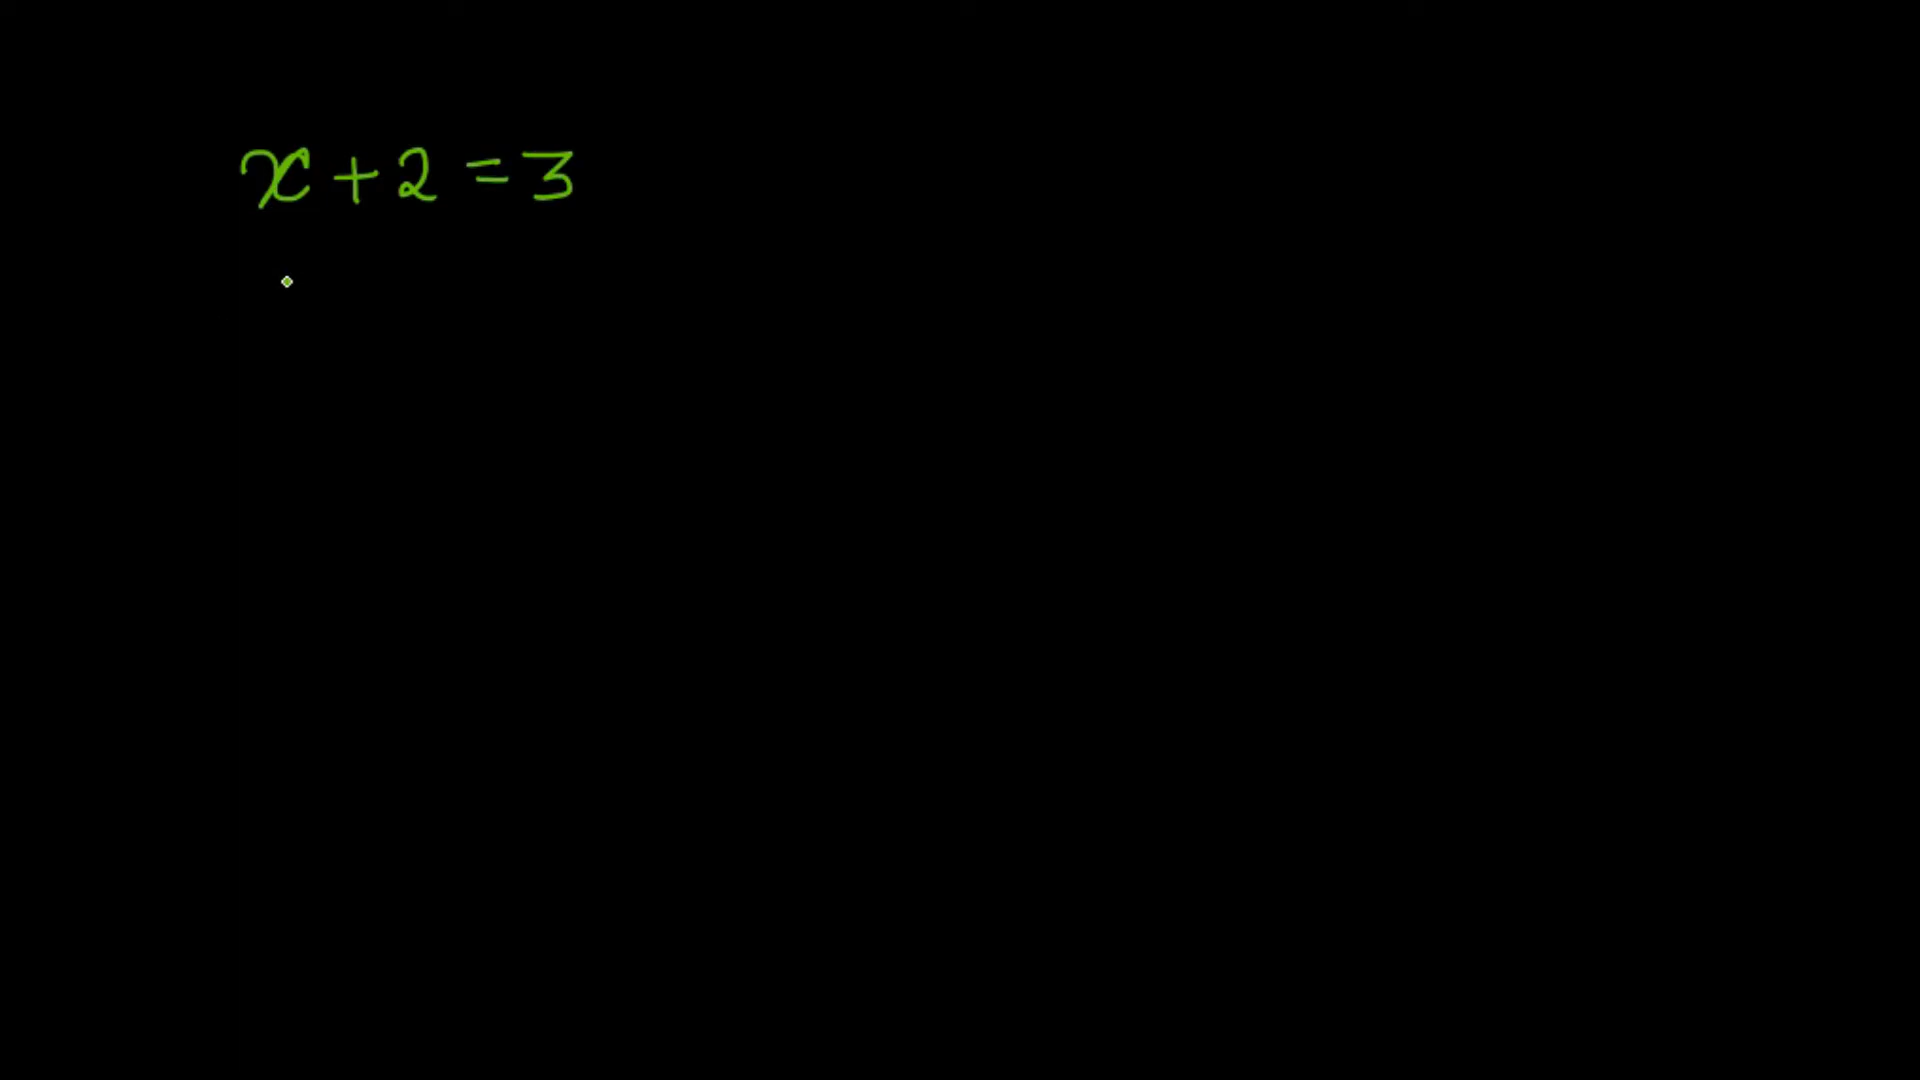 x + 2 = 3